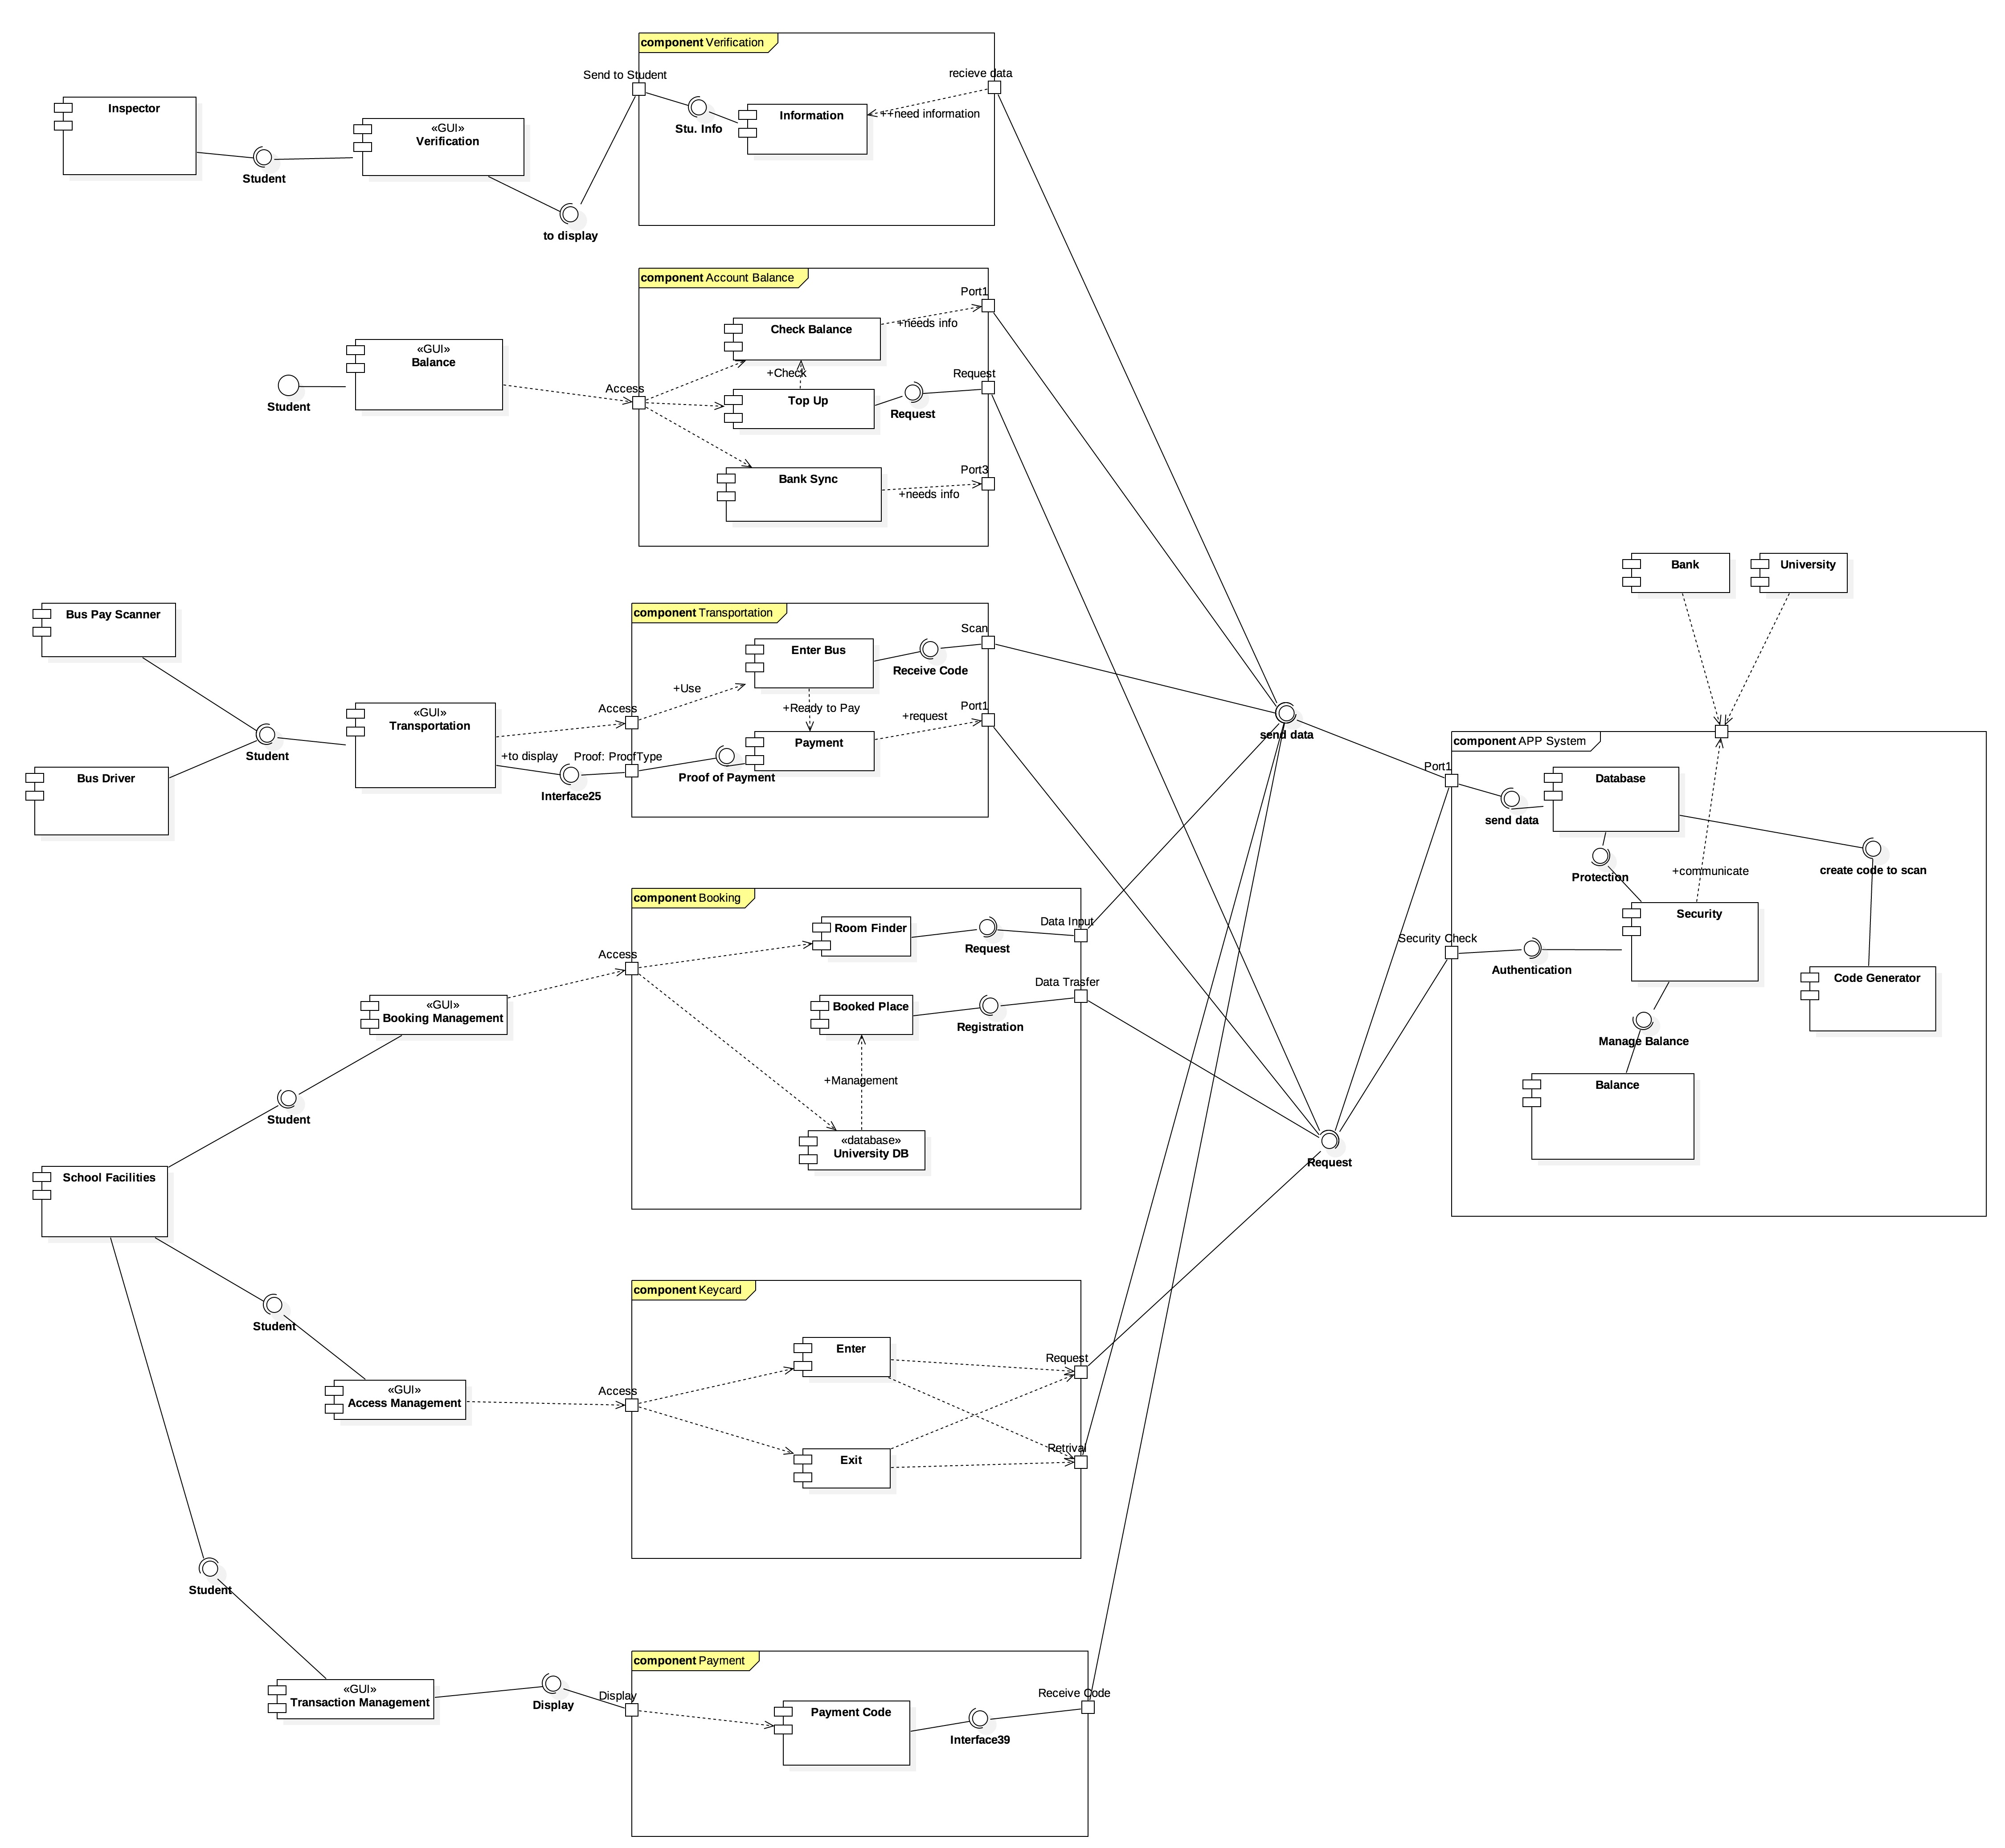 component Verification
Send to Student
recieve data
Inspector
«GUI»
Verification
Stu. Info
Information
++need information
Student
to display
component Account Balance
Port1
Check Balance
+needs info
«GUI»
Balance
Student
Access
+Check
Top Up
Request
Request
Bank Sync
Port3
+needs info
Bank
University
Bus Pay Scanner
component Transportation
Scan
Enter Bus
Receive Code
+Use
Access
«GUI»
Transportation
+Ready to Pay
Port1
+request
Payment
Student
+to display
Proof: ProofType
Proof of Payment
Interface25
Bus Driver
send data
component APP System
Port1
Database
send data
Protection
+communicate
create code to scan
Security
Security Check
Authentication
Code Generator
Manage Balance
Balance
component Booking
Room Finder
Data Input
Request
Access
Data Trasfer
«GUI»
Booking Management
Booked Place
Registration
+Management
Student
«database»
University DB
Request
School Facilities
component Keycard
Student
Enter
Request
«GUI»
Access Management
Access
Exit
Retrival
Student
component Payment
«GUI»
Transaction Management
Display
Display
Payment Code
Receive Code
Interface39